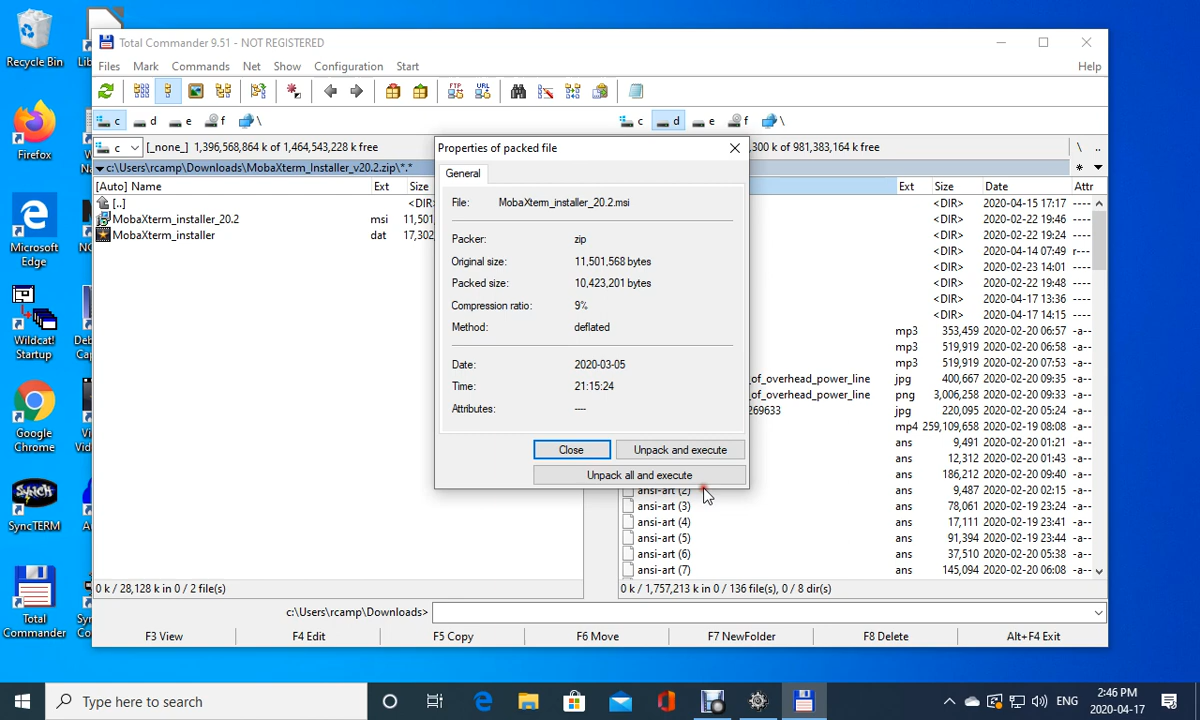 Recycle Bin
Firefox
Microsoft
Edge
Wildcat!
Startup
Google
Chrome
SyncTERM
Total
Commander
Total Commander 9.51 - NOT REGISTERED
Files Mark Commands Net Show Configuration Start Help
FTP URL
c d e f \ c d e f \
c [_none_] 1,396,568,864 k of 1,464,543,228 k free 300 k of 981,383,164 k free \ ..
c:\Users\rcamp\Downloads\MobaXterm_Installer_v20.2.zip\*.* * 
[Auto] Name Ext Size
[..] <DIR>
MobaXterm_installer_20.2 msi 11,501,
MobaXterm_installer dat 17,302,
Properties of packed file
General
File: MobaXterm_installer_20.2.msi
Packer: zip
Original size: 11,501,568 bytes
Packed size: 10,423,201 bytes
Compression ratio: 9%
Method: deflated
Date: 2020-03-05
Time: 21:15:24
Attributes: ----
Close Unpack and execute
Unpack all and execute
Ext Size Date Attr
<DIR> 2020-04-15 17:17 ----
<DIR> 2020-02-22 19:46 ----
<DIR> 2020-02-22 19:24 ----
<DIR> 2020-04-14 07:49 r---
<DIR> 2020-02-23 14:01 ----
<DIR> 2020-02-22 19:48 ----
<DIR> 2020-04-17 13:36 ----
<DIR> 2020-04-17 14:15 ----
mp3 353,459 2020-02-20 06:57 -a--
mp3 519,919 2020-02-20 06:58 -a--
mp3 519,919 2020-02-20 07:53 -a--
_of_overhead_power_line jpg 400,667 2020-02-20 09:35 -a--
_of_overhead_power_line png 3,006,258 2020-02-20 09:33 -a--
269633 jpg 220,095 2020-02-20 05:24 -a--
mp4 259,109,658 2020-02-19 08:08 -a--
ans 9,491 2020-02-20 01:21 -a--
ans 12,312 2020-02-20 01:43 -a--
ans 186,212 2020-02-20 09:40 -a--
ansi-art (2) ans 9,487 2020-02-20 02:15 -a--
ansi-art (3) ans 78,061 2020-02-19 23:24 -a--
ansi-art (4) ans 17,111 2020-02-19 23:41 -a--
ansi-art (5) ans 91,394 2020-02-19 23:44 -a--
ansi-art (6) ans 37,510 2020-02-20 05:38 -a--
ansi-art (7) ans 145,094 2020-02-20 06:08 -a--
0 k / 28,128 k in 0 / 2 file(s) 0 k / 1,757,213 k in 0 / 136 file(s), 0 / 8 dir(s)
c:\Users\rcamp\Downloads>
F3 View F4 Edit F5 Copy F6 Move F7 NewFolder F8 Delete Alt+F4 Exit
Type here to search
ENG
2:46 PM
2020-04-17